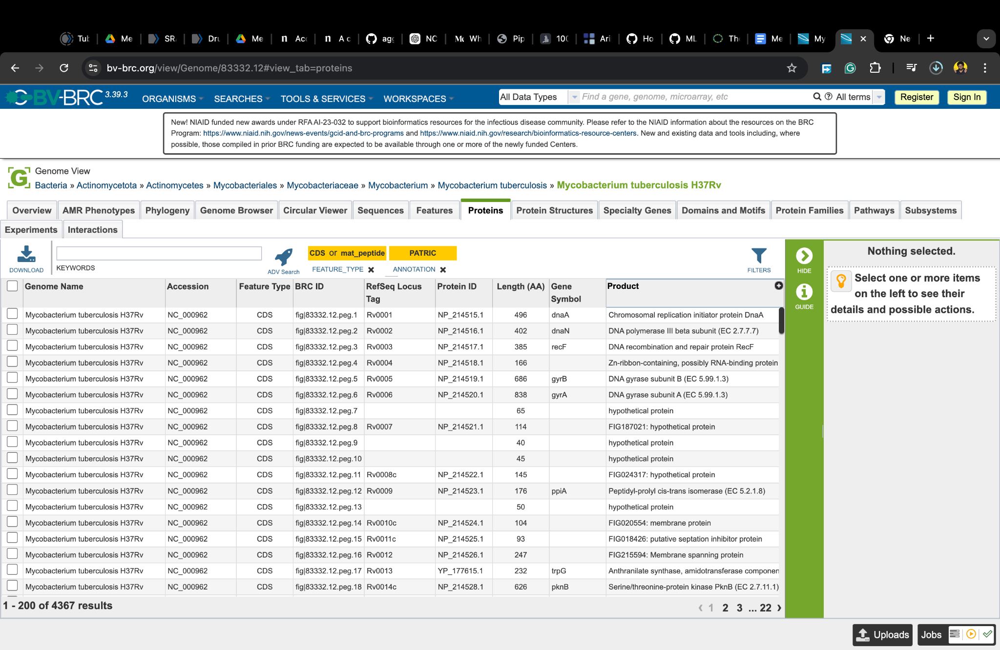 Tub
Me
SR
Dru
Me
Acc
A c
agg
NC
Wh
Pip
100
Ari
Ho
ML
The
Me
My
Ne
bv-brc.org/view/Genome/83332.12#view_tab=proteins
BV-BRC 3.39.3
ORGANISMS
SEARCHES
TOOLS & SERVICES
WORKSPACES
All Data Types
Find a gene, genome, microarray, etc
All terms
Register
Sign In
New! NIAID funded new awards under RFA AI-23-032 to support bioinformatics resources for the infectious disease community. Please refer to the NIAID information about the resources on the BRC
Program: https://www.niaid.nih.gov/news-events/gcid-and-brc-programs and https://www.niaid.nih.gov/research/bioinformatics-resource-centers. New and existing data and tools including, where
possible, those compiled in prior BRC funding are expected to be available through one or more of the newly funded Centers.
G
Genome View
Bacteria » Actinomycetota » Actinomycetes » Mycobacteriales » Mycobacteriaceae » Mycobacterium » Mycobacterium tuberculosis » Mycobacterium tuberculosis H37Rv
Overview AMR Phenotypes Phylogeny Genome Browser Circular Viewer Sequences Features Proteins Protein Structures Specialty Genes Domains and Motifs Protein Families Pathways Subsystems
Experiments Interactions
DOWNLOAD
KEYWORDS
ADV Search
CDS or mat_peptide
FEATURE_TYPE
PATRIC
ANNOTATION
FILTERS
HIDE
GUIDE
Nothing selected.
Select one or more items
on the left to see their
details and possible actions.
Genome Name Accession Feature Type BRC ID RefSeq Locus Tag Protein ID Length (AA) Gene Symbol Product
Mycobacterium tuberculosis H37Rv NC_000962 CDS fig|83332.12.peg.1 Rv0001 NP_214515.1 496 dnaA Chromosomal replication initiator protein DnaA
Mycobacterium tuberculosis H37Rv NC_000962 CDS fig|83332.12.peg.2 Rv0002 NP_214516.1 402 dnaN DNA polymerase III beta subunit (EC 2.7.7.7)
Mycobacterium tuberculosis H37Rv NC_000962 CDS fig|83332.12.peg.3 Rv0003 NP_214517.1 385 recF DNA recombination and repair protein RecF
Mycobacterium tuberculosis H37Rv NC_000962 CDS fig|83332.12.peg.4 Rv0004 NP_214518.1 166 Zn-ribbon-containing, possibly RNA-binding protein
Mycobacterium tuberculosis H37Rv NC_000962 CDS fig|83332.12.peg.5 Rv0005 NP_214519.1 686 gyrB DNA gyrase subunit B (EC 5.99.1.3)
Mycobacterium tuberculosis H37Rv NC_000962 CDS fig|83332.12.peg.6 Rv0006 NP_214520.1 838 gyrA DNA gyrase subunit A (EC 5.99.1.3)
Mycobacterium tuberculosis H37Rv NC_000962 CDS fig|83332.12.peg.7 65 hypothetical protein
Mycobacterium tuberculosis H37Rv NC_000962 CDS fig|83332.12.peg.8 Rv0007 NP_214521.1 114 FIG187021: hypothetical protein
Mycobacterium tuberculosis H37Rv NC_000962 CDS fig|83332.12.peg.9 40 hypothetical protein
Mycobacterium tuberculosis H37Rv NC_000962 CDS fig|83332.12.peg.10 45 hypothetical protein
Mycobacterium tuberculosis H37Rv NC_000962 CDS fig|83332.12.peg.11 Rv0008c NP_214522.1 145 FIG024317: hypothetical protein
Mycobacterium tuberculosis H37Rv NC_000962 CDS fig|83332.12.peg.12 Rv0009 NP_214523.1 176 ppiA Peptidyl-prolyl cis-trans isomerase (EC 5.2.1.8)
Mycobacterium tuberculosis H37Rv NC_000962 CDS fig|83332.12.peg.13 50 hypothetical protein
Mycobacterium tuberculosis H37Rv NC_000962 CDS fig|83332.12.peg.14 Rv0010c NP_214524.1 104 FIG020554: membrane protein
Mycobacterium tuberculosis H37Rv NC_000962 CDS fig|83332.12.peg.15 Rv0011c NP_214525.1 93 FIG018426: putative septation inhibitor protein
Mycobacterium tuberculosis H37Rv NC_000962 CDS fig|83332.12.peg.16 Rv0012 NP_214526.1 247 FIG215594: Membrane spanning protein
Mycobacterium tuberculosis H37Rv NC_000962 CDS fig|83332.12.peg.17 Rv0013 YP_177615.1 232 trpG Anthranilate synthase, amidotransferase componen
Mycobacterium tuberculosis H37Rv NC_000962 CDS fig|83332.12.peg.18 Rv0014c NP_214528.1 626 pknB Serine/threonine-protein kinase PknB (EC 2.7.11.1)
1 - 200 of 4367 results
‹ 1 2 3 ... 22 ›
Uploads
Jobs